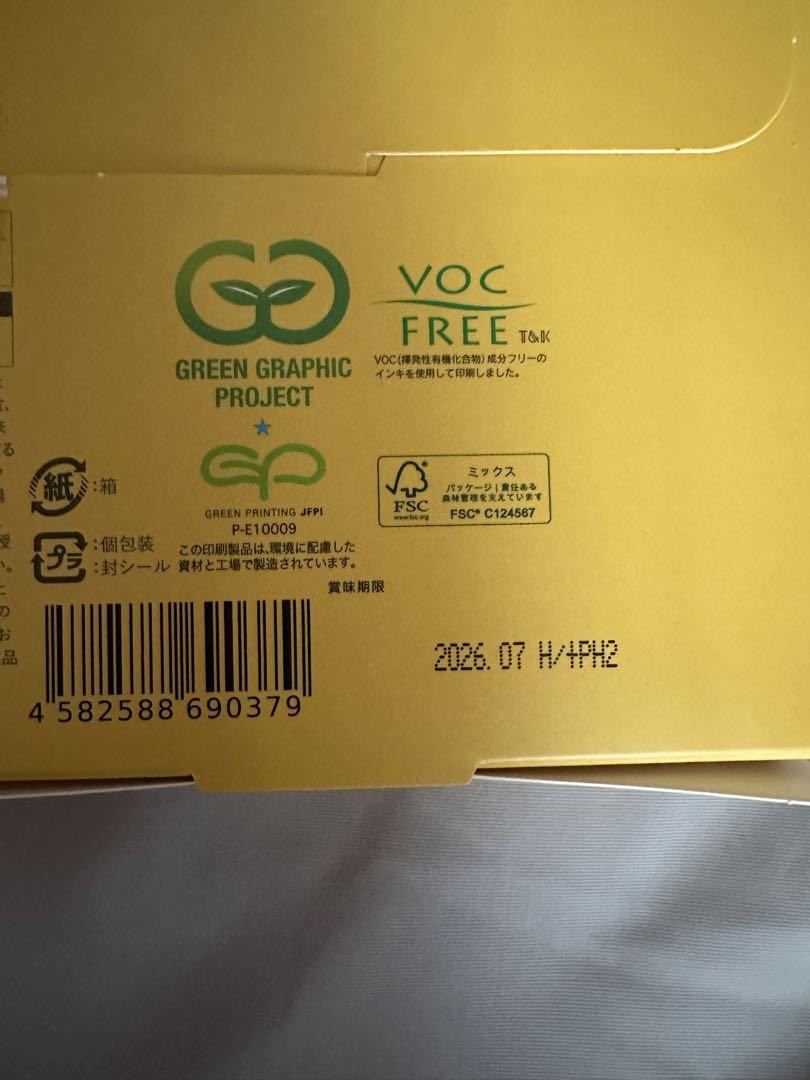 VOC
FREE T&K
VOC(揮発性有機化合物)成分フリーの
インキを使用して印刷しました。
GREEN GRAPHIC
PROJECT
GP
GREEN PRINTING JFPI
P-E10009
この印刷製品は、環境に配慮した
資材と工場で製造されています。
紙:箱
プラ:個包装
:封シール
FSC
www.fsc.org
ミックス
パッケージ|責任ある
森林管理を支えています
FSC® C124567
賞味期限
2026.07 H/ PH2
4 582588 690379